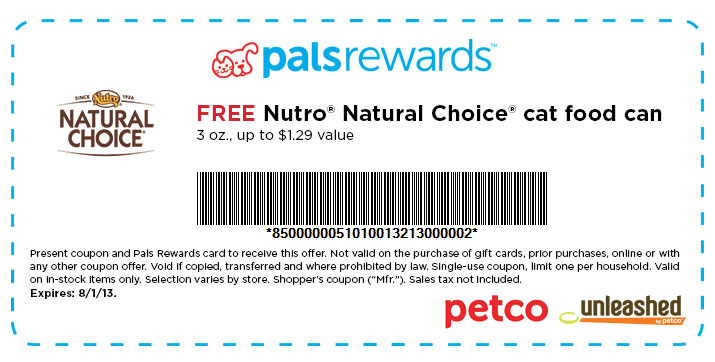 palsrewards™
SINCE Nutro 1926
NATURAL
CHOICE®
FREE Nutro® Natural Choice® cat food can
3 oz., up to $1.29 value
*8500000051010013213000002*
Present coupon and Pals Rewards card to receive this offer. Not valid on the purchase of gift cards, prior purchases, online or with
any other coupon offer. Void if copied, transferred and where prohibited by law. Single-use coupon, limit one per household. Valid
on in-stock items only. Selection varies by store. Shopper's coupon ("Mfr."). Sales tax not included.
Expires: 8/1/13.
petco
unleashed
by petco